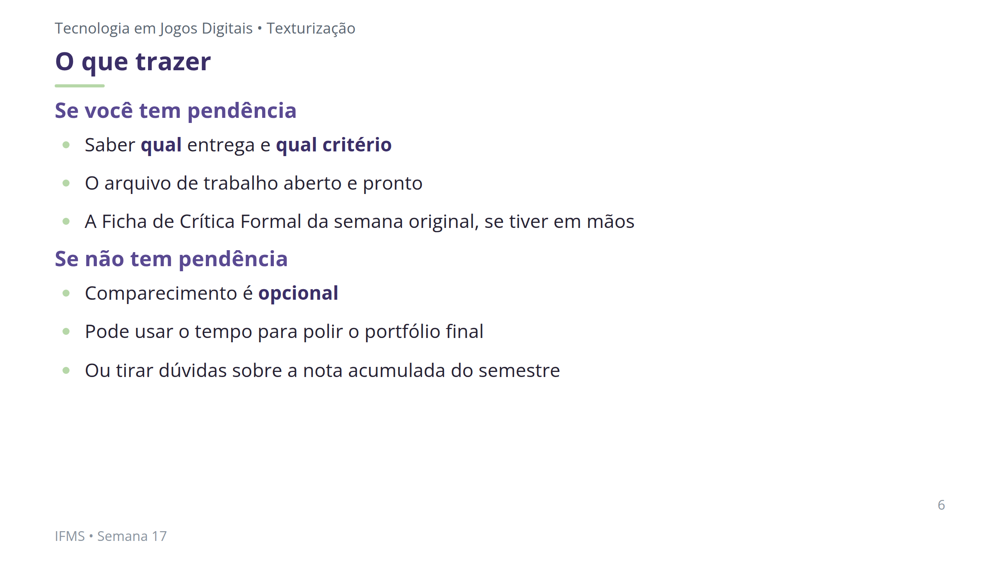 Tecnologia em Jogos Digitais • Texturização
O que trazer
Se você tem pendência
• Saber qual entrega e qual critério
• O arquivo de trabalho aberto e pronto
• A Ficha de Crítica Formal da semana original, se tiver em mãos
Se não tem pendência
• Comparecimento é opcional
• Pode usar o tempo para polir o portfólio final
• Ou tirar dúvidas sobre a nota acumulada do semestre
6
IFMS • Semana 17